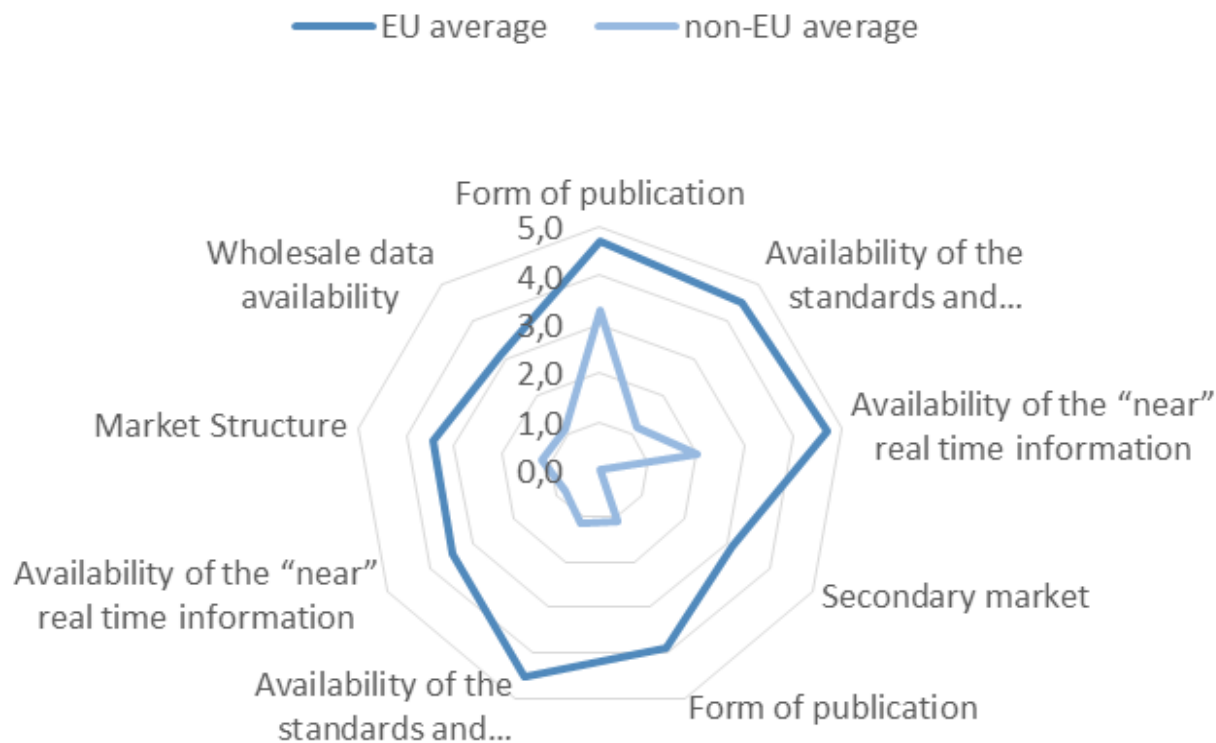 EU average
non-EU average
Form of publication
5,0
4,0
3,0
2,0
1,0
0,0
Availability of the
standards and...
Availability of the “near”
real time information
Secondary market
Form of publication
Availability of the
standards and...
Availability of the “near”
real time information
Market Structure
Wholesale data
availability